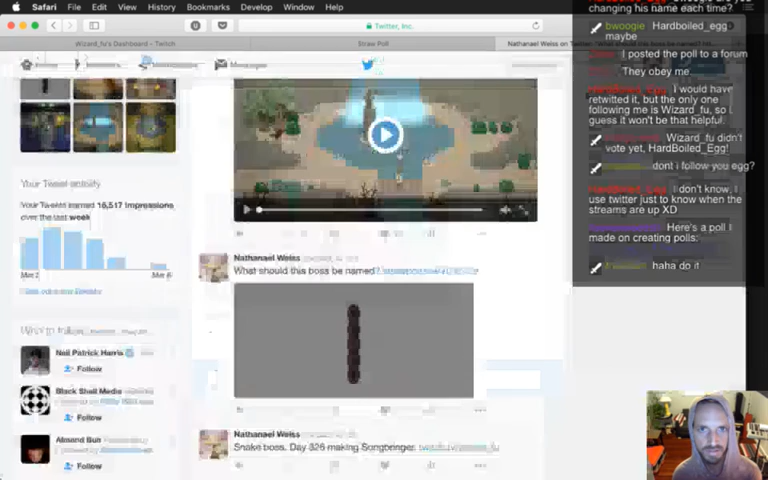 Safari File Edit View History Bookmarks Develop Window Help
Twitter, Inc.
Wizard_fu's Dashboard - Twitch
Straw Poll
Nathanael Weiss on
Your Tweet activity
Your Tweets earned 16,517 impressions
over the last week
Neil Patrick Harris
Follow
Black Shell Media
Follow
Follow
Nathanael Weiss
What should this boss be named?
Nathanael Weiss
Snake boss. Day 326 making Songbringer.
changing his name each time?
bwoogie Hardboiled_egg
maybe
I posted the poll to a forum
They obey me
HardBoiled_Egg I would have
retwitted it, but the only one
following me is Wizard_fu, so I
guess it won't be that helpful.
Wizard_fu didn't
vote yet, HardBoiled_Egg!
dont i follow you egg?
HardBoiled_Egg I don't know, I
use twitter just to know when the
streams are up XD
Here's a poll I
made on creating polls:
haha do it